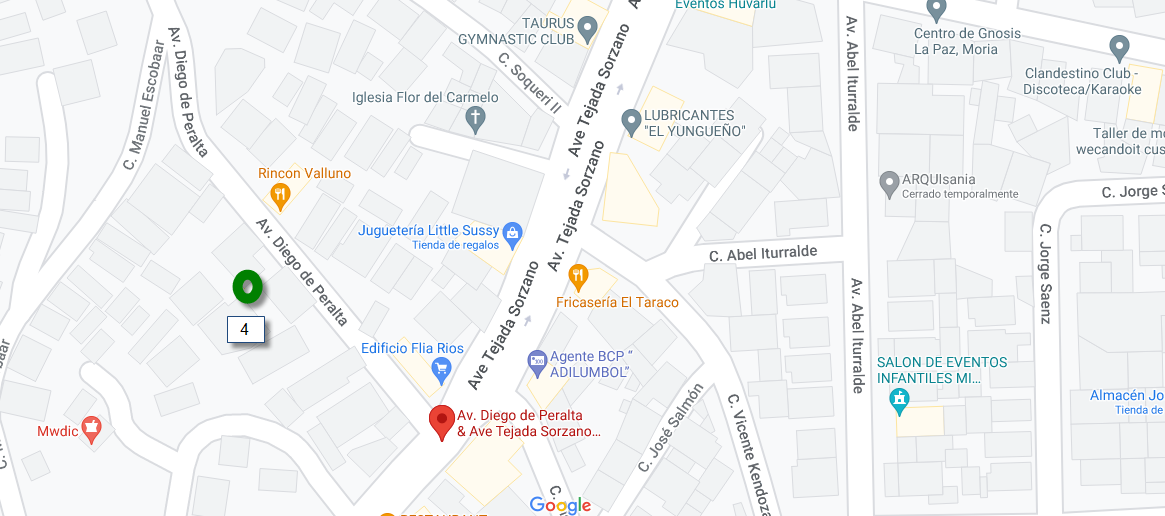 Eventos Huvarlu
TAURUS
GYMNASTIC CLUB
Centro de Gnosis
La Paz, Moria
Clandestino Club -
Discoteca/Karaoke
C. Manuel Escobaar
Av. Diego de Peralta
C. Soqueri II
Ave Tejada Sorzano
Av. Abel Iturralde
Iglesia Flor del Carmelo
LUBRICANTES
"EL YUNGUEÑO"
Taller de
wecandoit
Rincon Valluno
ARQUIsania
Cerrado temporalmente
C. Jorge
Av. Tejada Sorzano
Av. Diego de Peralta
Juguetería Little Sussy
Tienda de regalos
C. Abel Iturralde
C. Jorge Saenz
Fricasería El Taraco
Av. Abel Iturralde
4
Ave Tejada Sorzano
Edificio Flia Rios
Agente BCP “
ADILUMBOL”
SALON DE EVENTOS
INFANTILES MI...
Almacén
Tienda de
Av. Diego de Peralta
& Ave Tejada Sorzano...
Mwdic
C. José Salmón
C. Vicente Kendoza
Google